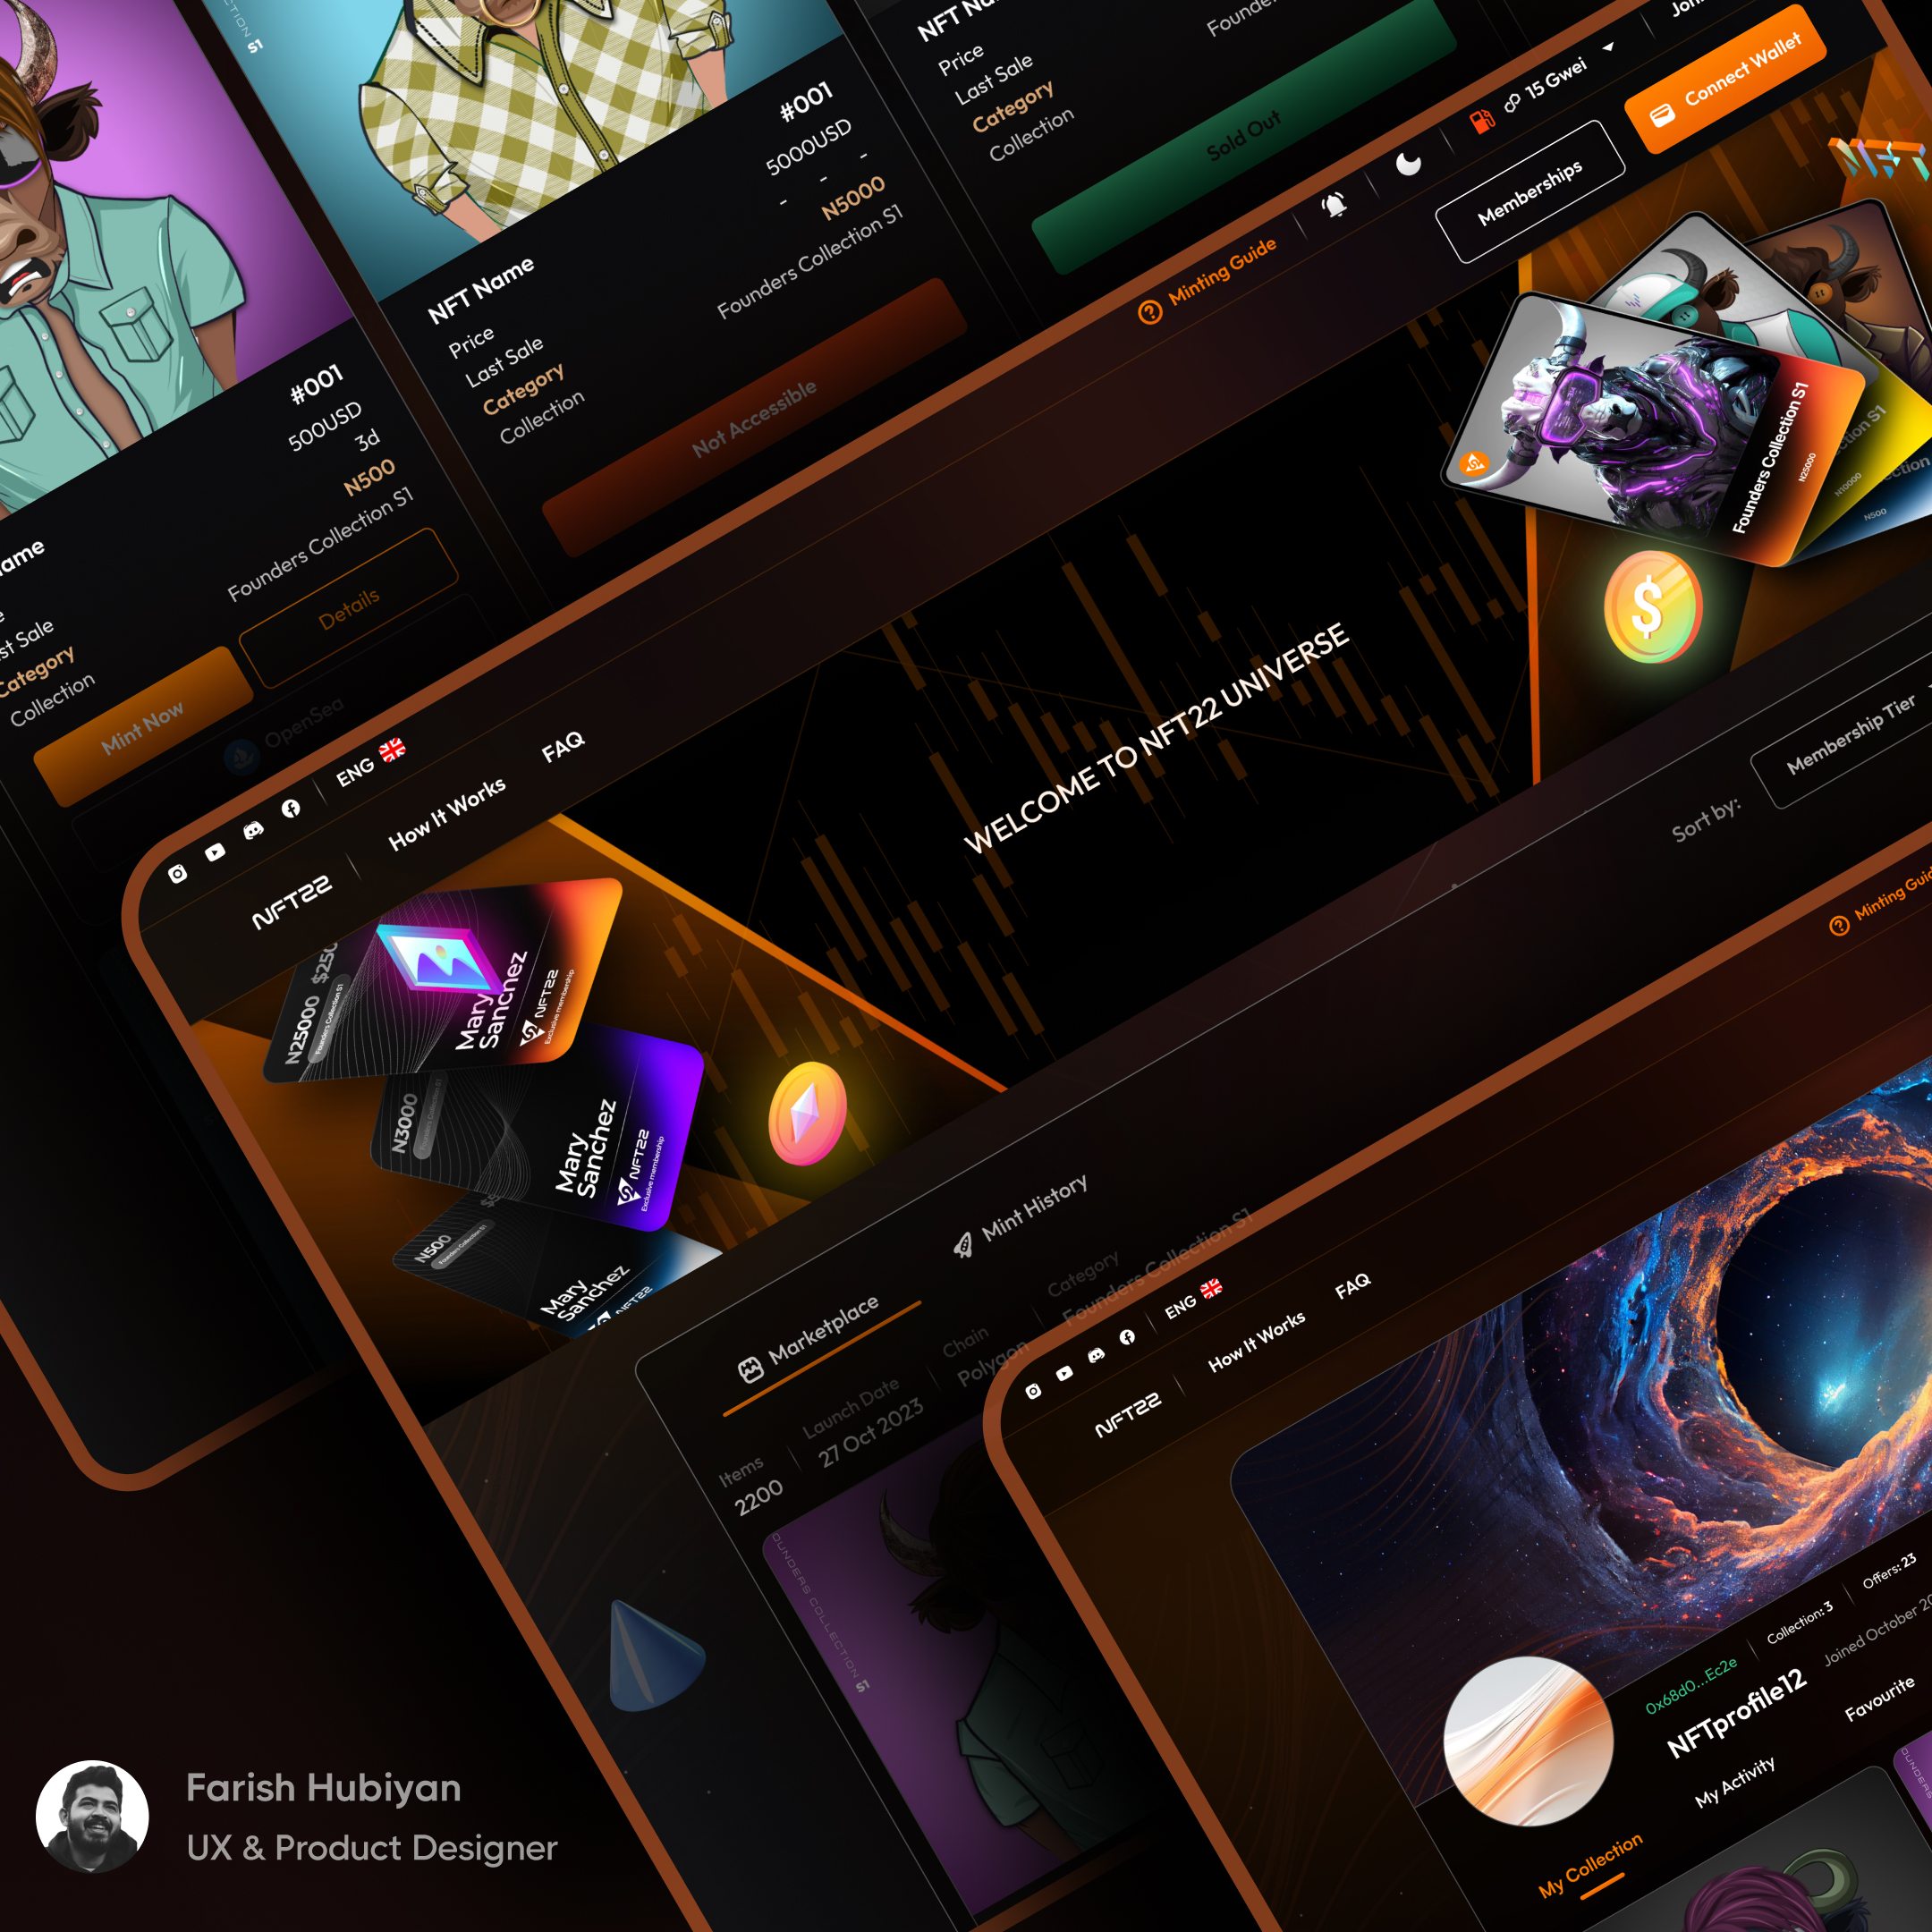 CTION S1
#001
500USD
3d
N500
Founders Collection S1
ame
st Sale
Category
Collection
Mint Now
Details
OpenSea
S1
NFT Name
#001
Price
5000USD
-
Last Sale
-
-
Category
N5000
Collection
Founders Collection S1
Not Accessible
Price
Last Sale
Category
Collection
Sold Out
ENG
Minting Guide
15 Gwei
NFT22
How It Works
FAQ
Memberships
Connect Wallet
WELCOME TO NFT22 UNIVERSE
NFT
Founders Collection S1
N25000
N10000
N500
N25000
Founders Collection S1
Mary
Sanchez
NFT22
Exclusive membership
N3000
Founders Collection S1
Mary
Sanchez
NFT22
Exclusive membership
N500
Founders Collection S1
Mary
Sanchez
NFT22
Marketplace
Mint History
Sort by:
Membership Tier
Items
2200
Launch Date
27 Oct 2023
Chain
Polygon
Category
Founders Collection S1
OUNDERS COLLECTION S1
ENG
Minting Guid
NFT22
How It Works
FAQ
0x68d0...Ec2e
Collection: 3
Offers: 23
NFTprofile12
Joined October 20
My Collection
My Activity
Favourite
Farish Hubiyan
UX & Product Designer